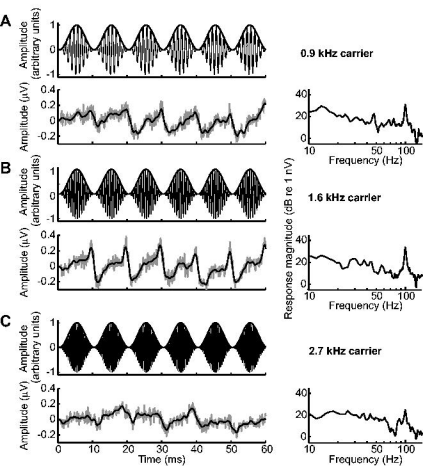 A
Amplitude
(arbitrary units)
1
0
-1
Amplitude (μV)
0.4
0.2
0
-0.2
0.9 kHz carrier
40
20
0
10
50
100
Frequency (Hz)
B
Amplitude
(arbitrary units)
1
0
-1
Amplitude (μV)
0.4
0.2
0
-0.2
1.6 kHz carrier
Response magnitude (dB re 1 nV)
40
20
0
10
50
100
Frequency (Hz)
C
Amplitude
(arbitrary units)
1
0
-1
Amplitude (μV)
0.4
0.2
0
-0.2
0
10
20
30
40
50
60
Time (ms)
2.7 kHz carrier
40
20
0
10
50
100
Frequency (Hz)